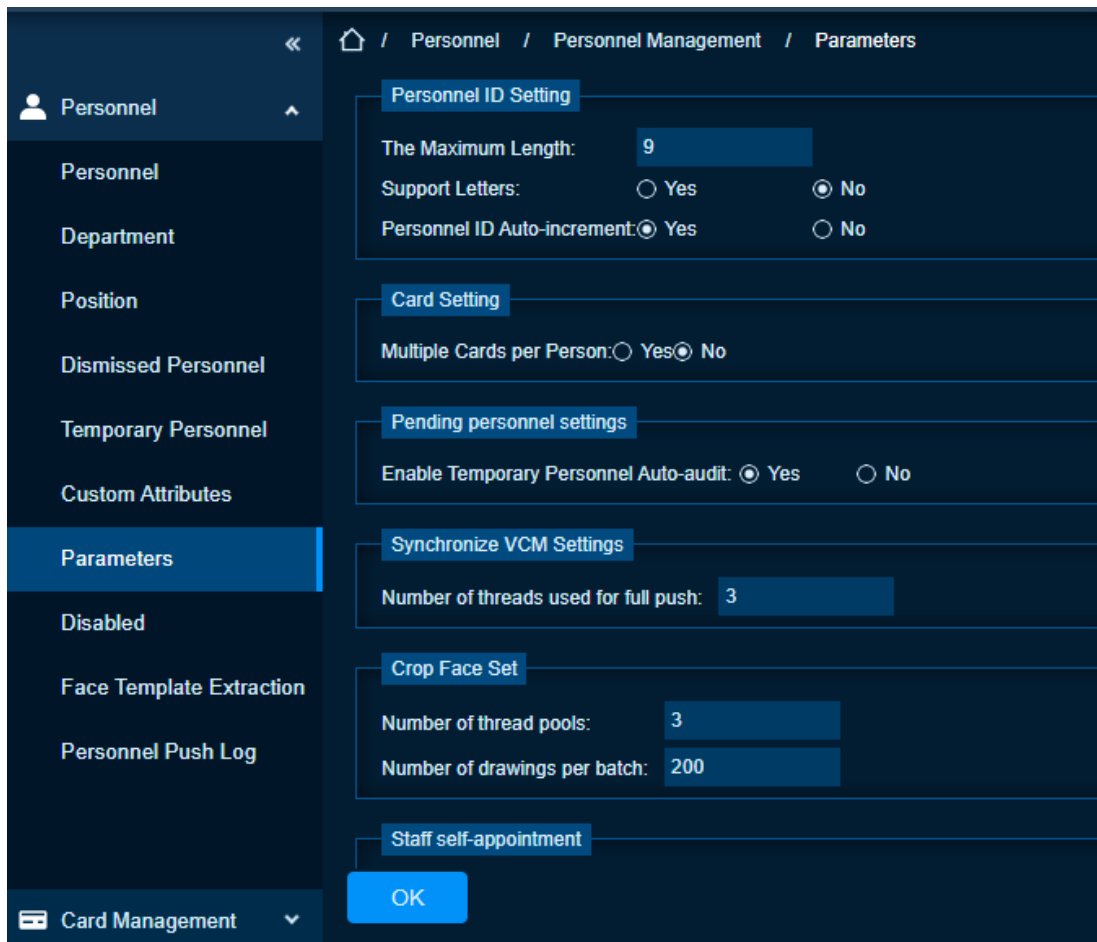 / Personnel / Personnel Management / Parameters
Personnel
Personnel
Department
Position
Dismissed Personnel
Temporary Personnel
Custom Attributes
Parameters
Disabled
Face Template Extraction
Personnel Push Log
Card Management
Personnel ID Setting
The Maximum Length: 9
Support Letters: Yes No
Personnel ID Auto-increment: Yes No
Card Setting
Multiple Cards per Person: Yes No
Pending personnel settings
Enable Temporary Personnel Auto-audit: Yes No
Synchronize VCM Settings
Number of threads used for full push: 3
Crop Face Set
Number of thread pools: 3
Number of drawings per batch: 200
Staff self-appointment
OK